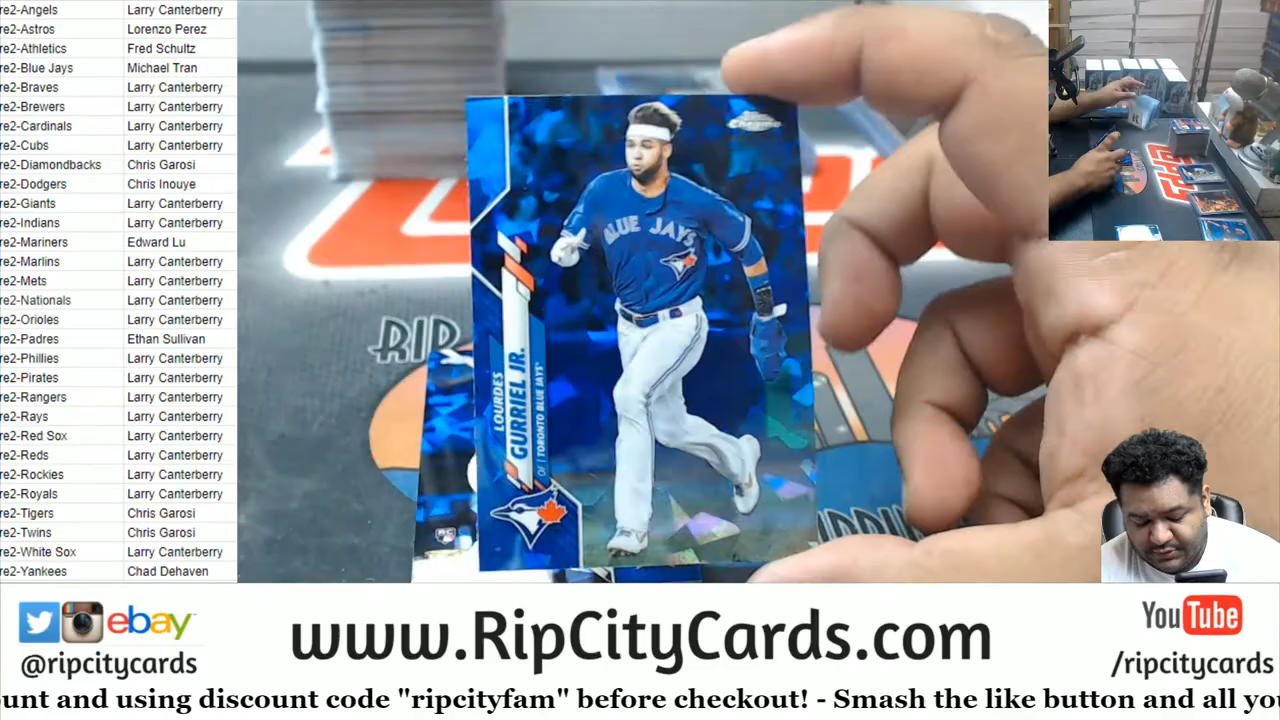 re2-Angels Larry Canterberry
re2-Astros Lorenzo Perez
re2-Athletics Fred Schultz
re2-Blue Jays Michael Tran
re2-Braves Larry Canterberry
re2-Brewers Larry Canterberry
re2-Cardinals Larry Canterberry
re2-Cubs Larry Canterberry
re2-Diamondbacks Chris Garosi
re2-Dodgers Chris Inouye
re2-Giants Larry Canterberry
re2-Indians Larry Canterberry
re2-Mariners Edward Lu
re2-Marlins Larry Canterberry
re2-Mets Larry Canterberry
re2-Nationals Larry Canterberry
re2-Orioles Larry Canterberry
re2-Padres Ethan Sullivan
re2-Phillies Larry Canterberry
re2-Pirates Larry Canterberry
re2-Rangers Larry Canterberry
re2-Rays Larry Canterberry
re2-Red Sox Larry Canterberry
re2-Reds Larry Canterberry
re2-Rockies Larry Canterberry
re2-Royals Larry Canterberry
re2-Tigers Chris Garosi
re2-Twins Chris Garosi
re2-White Sox Larry Canterberry
re2-Yankees Chad Dehaven
Chrome
BLUE JAYS
LOURDES
GURRIEL JR.
OF | TORONTO BLUE JAYS
RC
RIP
ebay
@ripcitycards
www.RipCityCards.com
YouTube
/ripcitycards
ount and using discount code "ripcityfam" before checkout! - Smash the like button and all yo